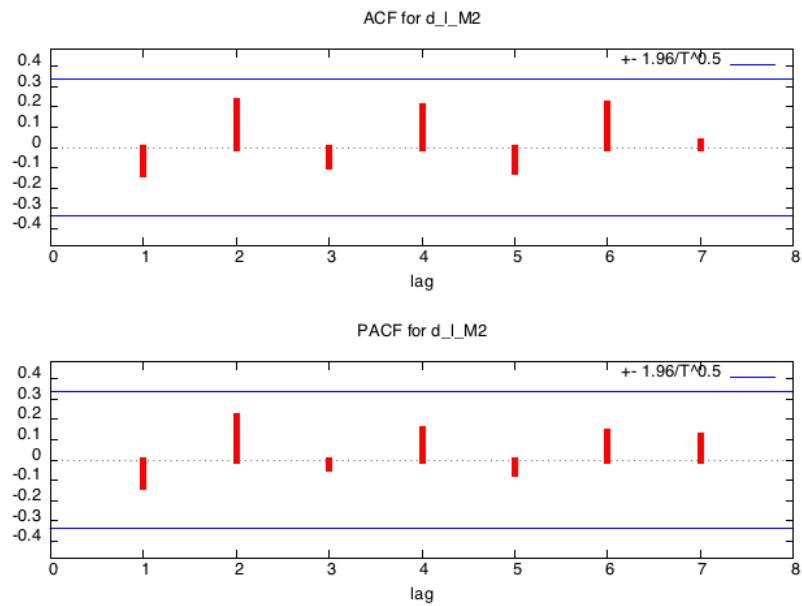 ACF for d_l_M2
+- 1.96/T^0.5
0.4
0.3
0.2
0.1
0
-0.1
-0.2
-0.3
-0.4
0 1 2 3 4 5 6 7 8
lag
PACF for d_l_M2
+- 1.96/T^0.5
0.4
0.3
0.2
0.1
0
-0.1
-0.2
-0.3
-0.4
0 1 2 3 4 5 6 7 8
lag